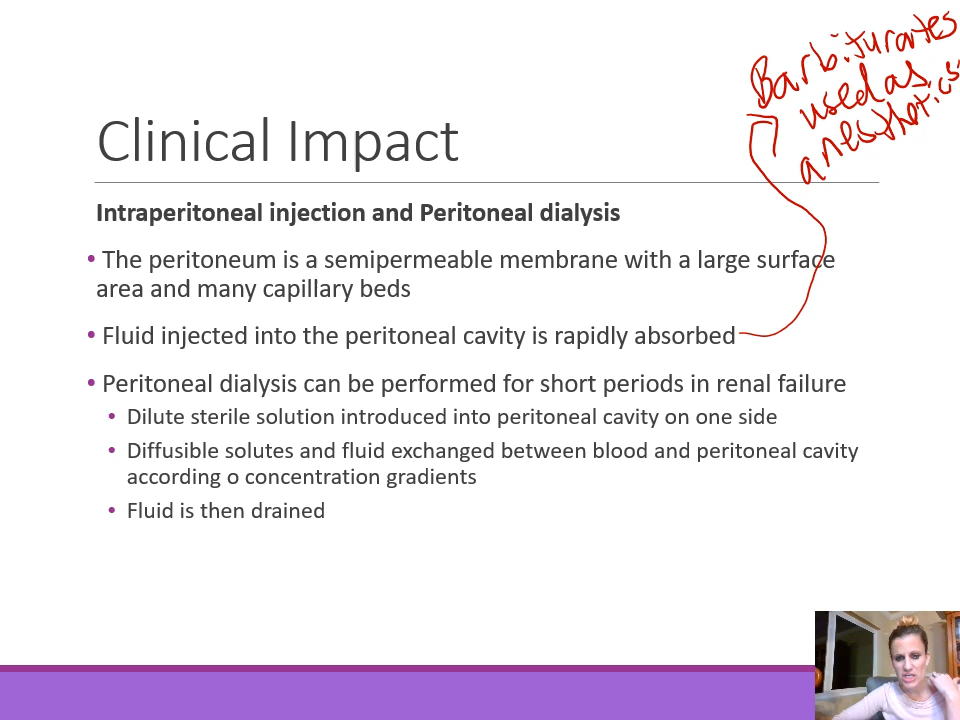 Barbiturates
used as
anesthetics
Clinical Impact
Intraperitoneal injection and Peritoneal dialysis
• The peritoneum is a semipermeable membrane with a large surface
area and many capillary beds
• Fluid injected into the peritoneal cavity is rapidly absorbed
• Peritoneal dialysis can be performed for short periods in renal failure
• Dilute sterile solution introduced into peritoneal cavity on one side
• Diffusible solutes and fluid exchanged between blood and peritoneal cavity
according o concentration gradients
• Fluid is then drained